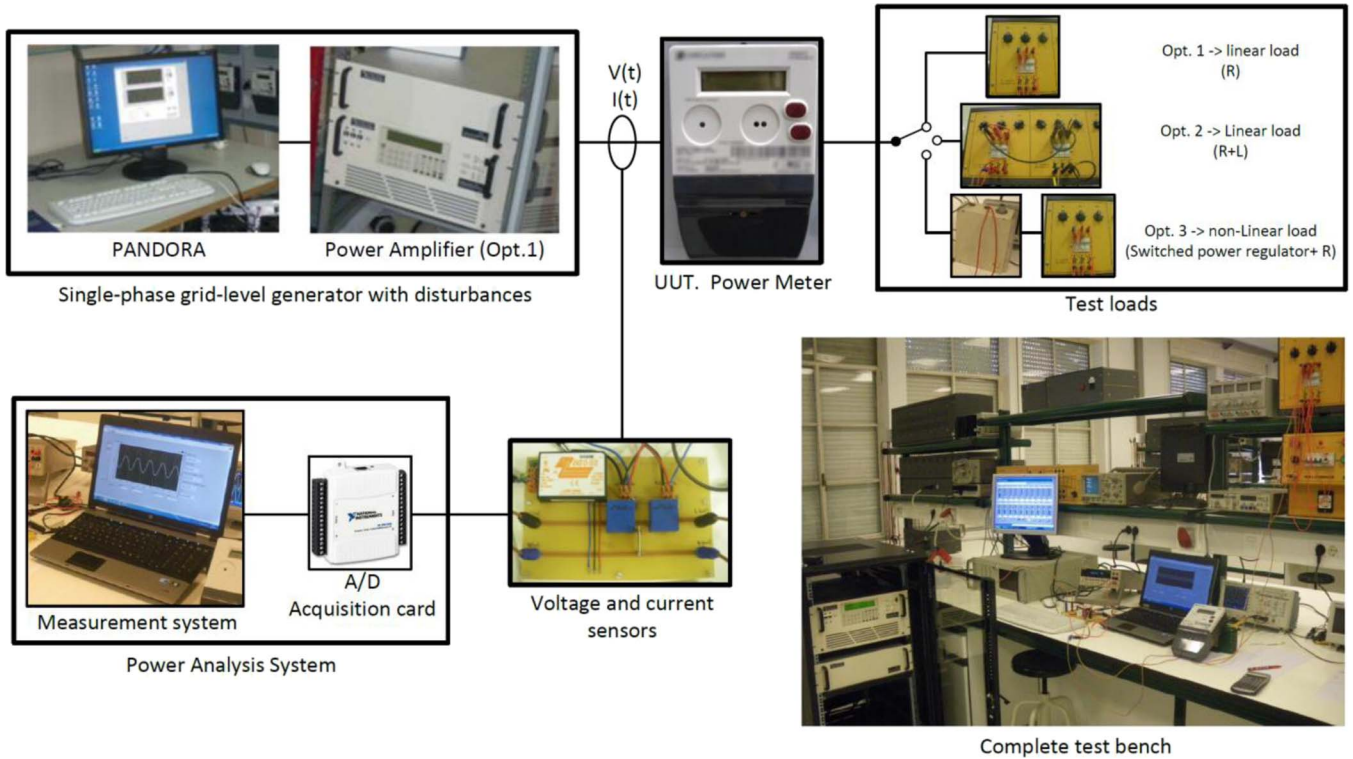 V(t)
I(t)
Opt. 1 -> linear load
(R)
Opt. 2 -> Linear load
(R+L)
Opt. 3 -> non-Linear load
(Switched power regulator+ R)
PANDORA
Power Amplifier (Opt.1)
Single-phase grid-level generator with disturbances
UUT. Power Meter
Test loads
NATIONAL
INSTRUMENTS
A/D
Acquisition card
Measurement system
Power Analysis System
Voltage and current
sensors
Complete test bench